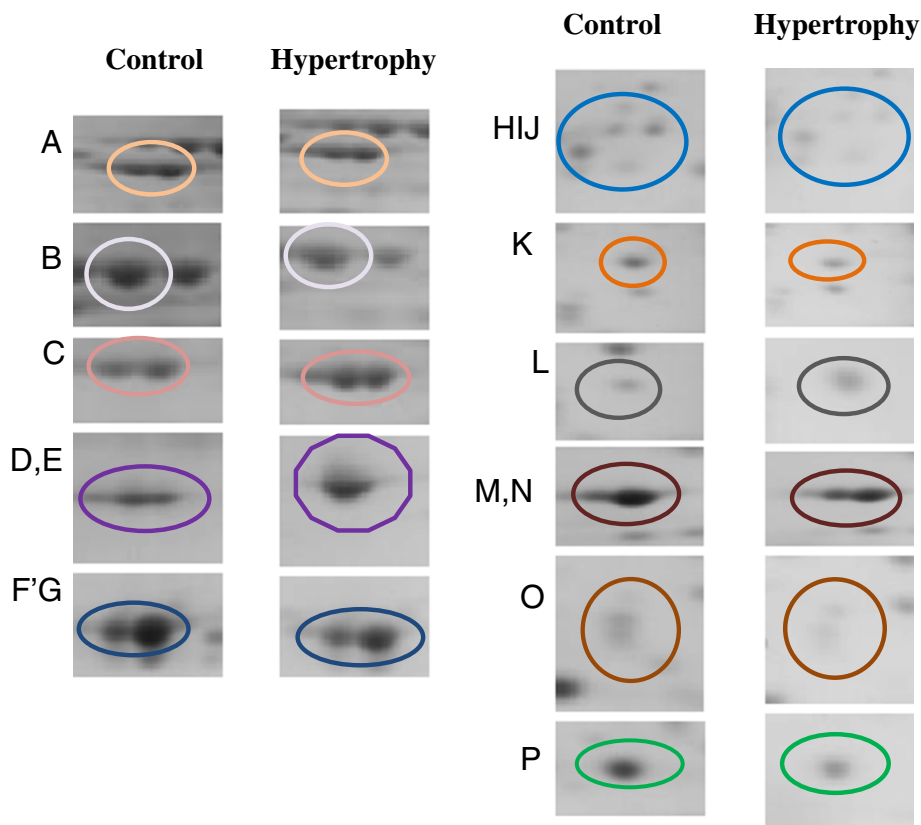 Control Hypertrophy
A
B
C
D,E
F'G
Control Hypertrophy
HIJ
K
L
M,N
O
P